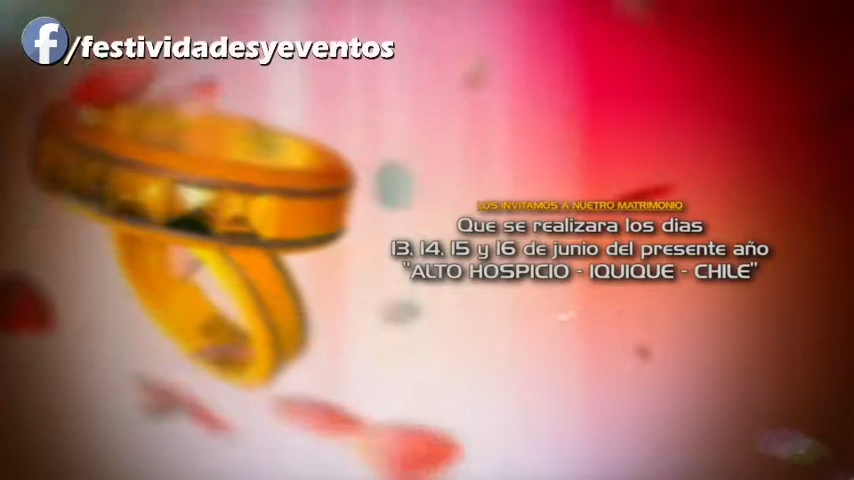 /festividadesyeventos
LOS INVITAMOS A NUETRO MATRIMONIO
Que se realizara los dias
13, 14, 15 y 16 de junio del presente año
"ALTO HOSPICIO - IQUIQUE - CHILE"